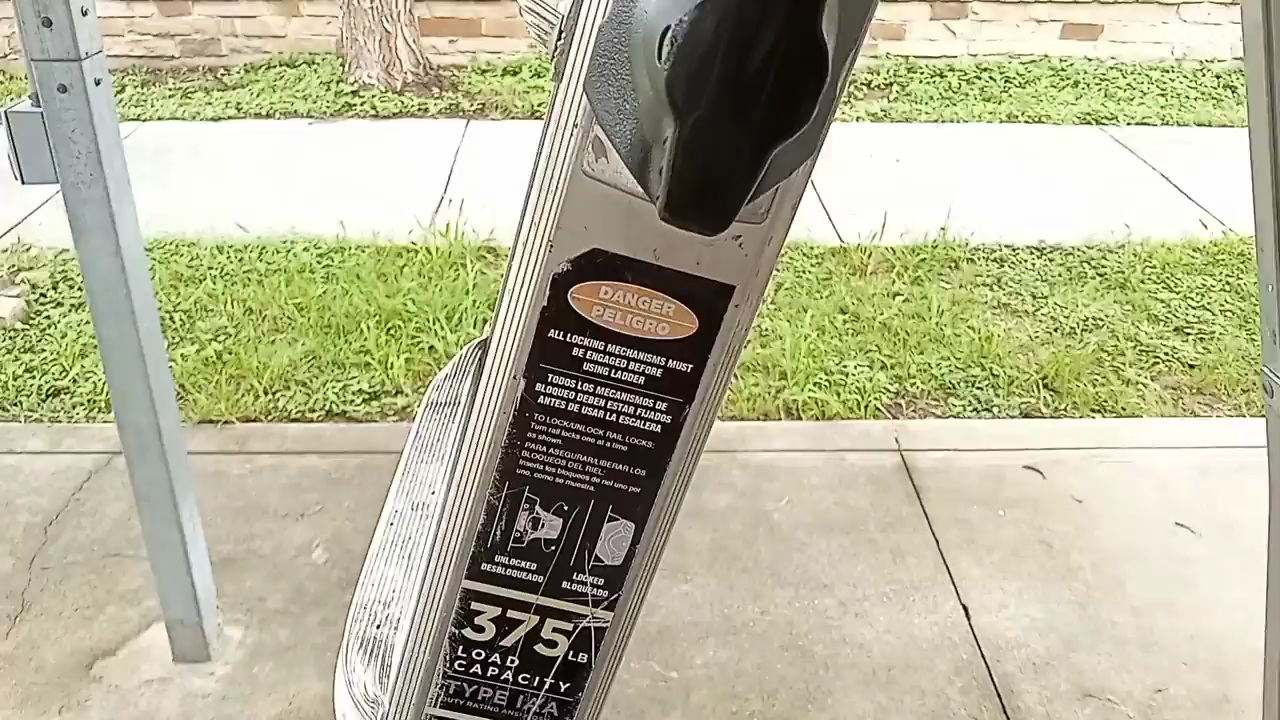 DANGER
PELIGRO
ALL LOCKING MECHANISMS MUST
BE ENGAGED BEFORE
USING LADDER
TODOS LOS MECANISMOS DE
BLOQUEO DEBEN ESTAR FIJADOS
ANTES DE USAR LA ESCALERA
• TO LOCK/UNLOCK RAIL LOCKS:
Turn rail locks one at a time
as shown.
• PARA ASEGURAR/LIBERAR LOS
BLOQUEOS DEL RIEL:
Inserta los bloqueos de riel uno por
uno, como se muestra.
UNLOCKED
DESBLOQUEADO
LOCKED
BLOQUEADO
375 LB
LOAD
CAPACITY
TYPE IAA
DUTY RATING